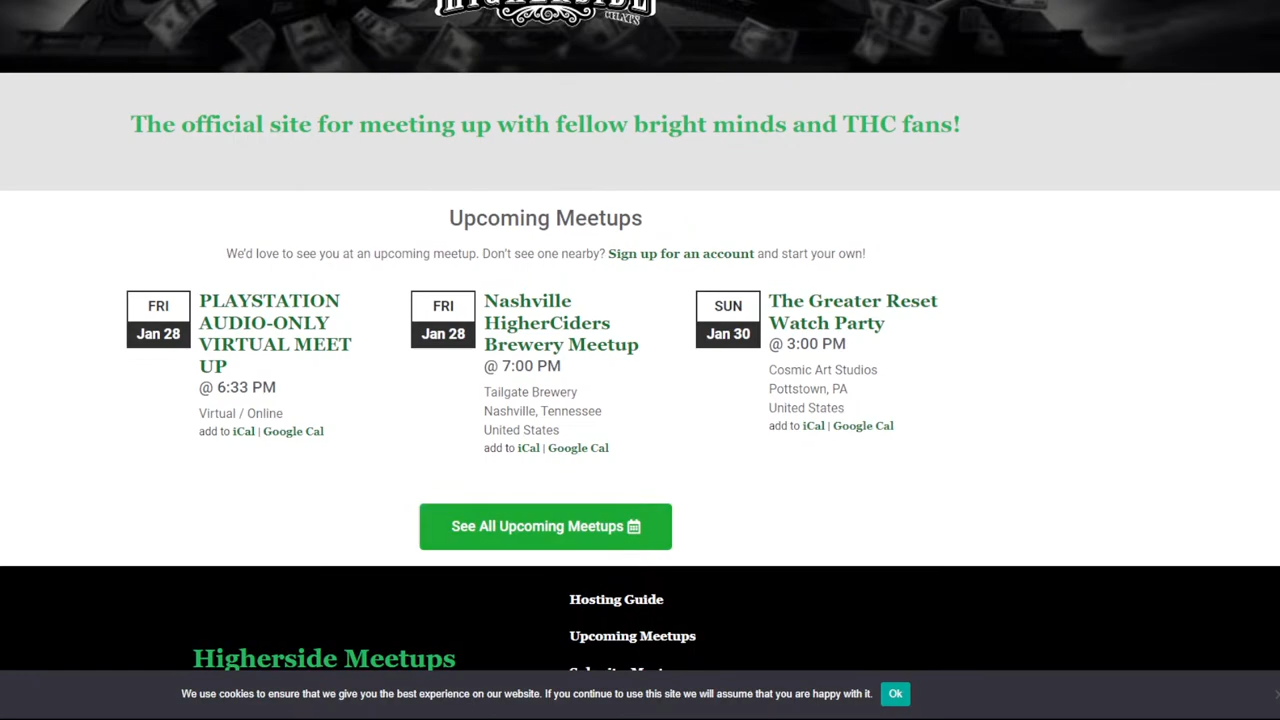 HIGHERSIDE
CHATS
The official site for meeting up with fellow bright minds and THC fans!
Upcoming Meetups
We'd love to see you at an upcoming meetup. Don't see one nearby? Sign up for an account and start your own!
FRI
Jan 28
PLAYSTATION
AUDIO-ONLY
VIRTUAL MEET
UP
@ 6:33 PM
Virtual / Online
add to iCal | Google Cal
FRI
Jan 28
Nashville
HigherCiders
Brewery Meetup
@ 7:00 PM
Tailgate Brewery
Nashville, Tennessee
United States
add to iCal | Google Cal
SUN
Jan 30
The Greater Reset
Watch Party
@ 3:00 PM
Cosmic Art Studios
Pottstown, PA
United States
add to iCal | Google Cal
See All Upcoming Meetups
Hosting Guide
Upcoming Meetups
Higherside Meetups
We use cookies to ensure that we give you the best experience on our website. If you continue to use this site we will assume that you are happy with it.
Ok